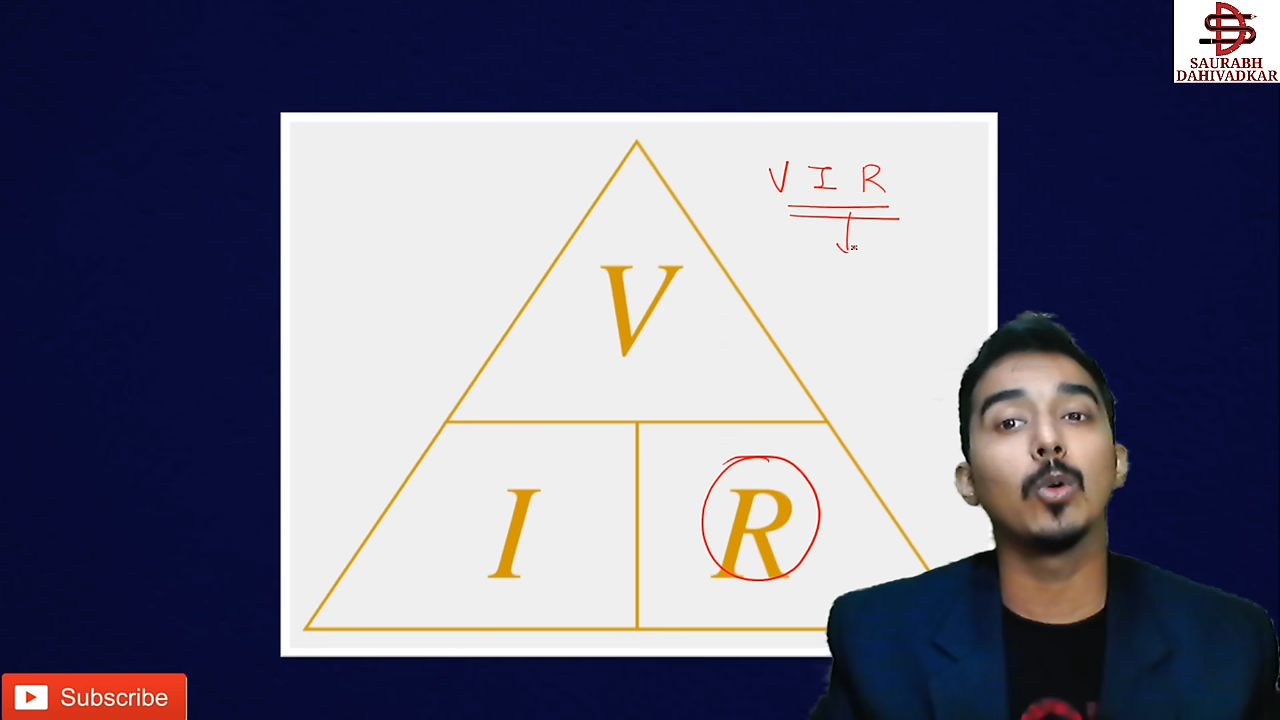 SAURABH
DAHIVADKAR
V I R
V
I R
Subscribe